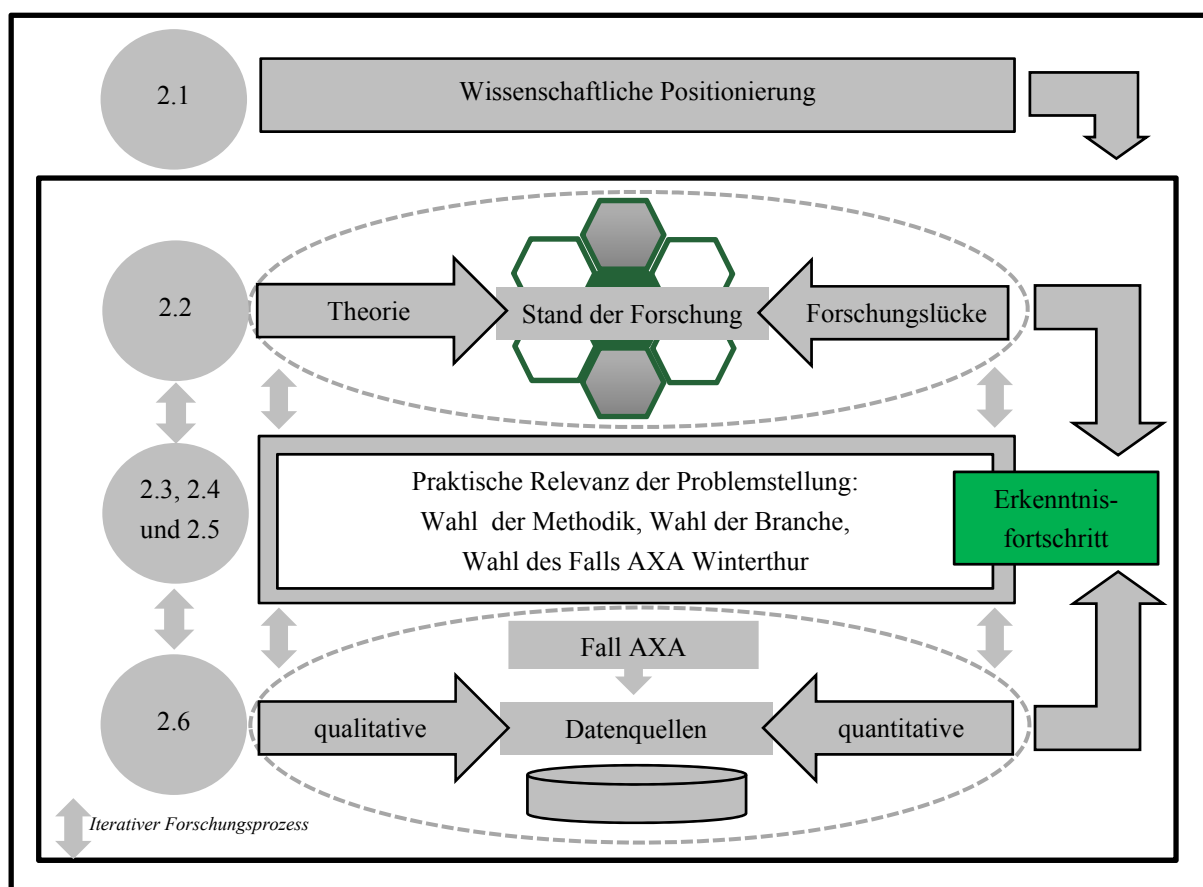 2.1
Wissenschaftliche Positionierung
2.2
Theorie
Stand der Forschung
Forschungslücke
2.3, 2.4
und 2.5
Praktische Relevanz der Problemstellung:
Wahl der Methodik, Wahl der Branche,
Wahl des Falls AXA Winterthur
Erkenntnis-
fortschritt
Fall AXA
2.6
qualitative
Datenquellen
quantitative
Iterativer Forschungsprozess